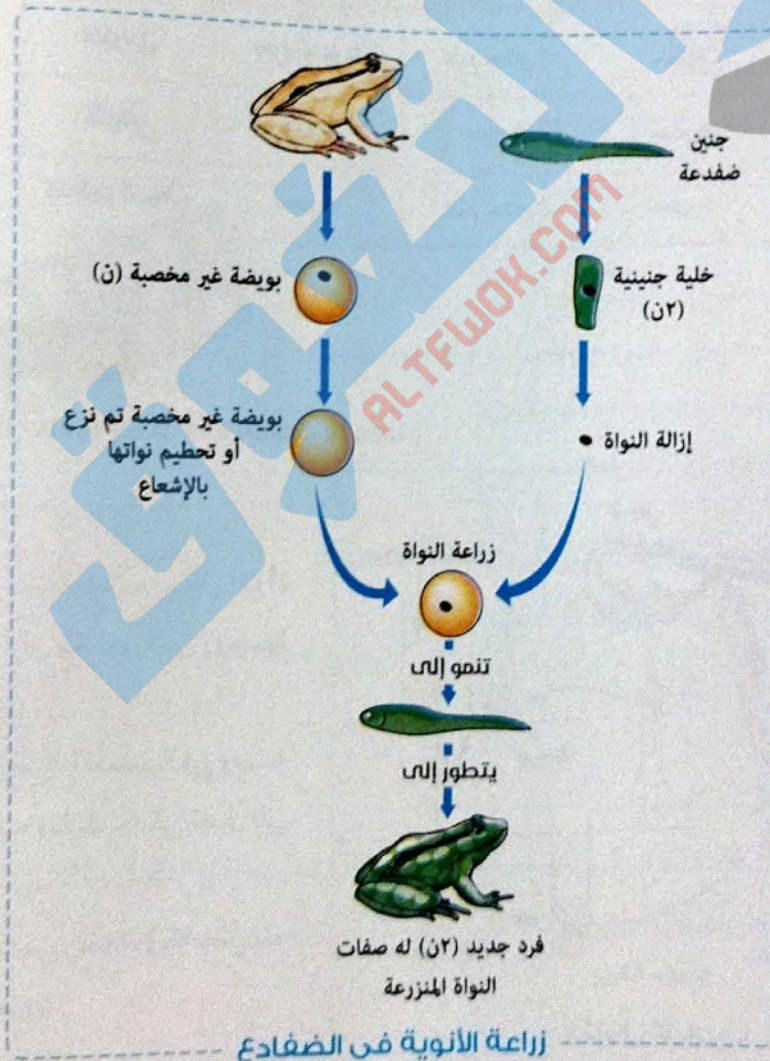 جنين
ضفدعة
خلية جنينية
(٢ن)
بويضة غير مخصبة (ن)
إزالة النواة
بويضة غير مخصبة تم نزع
أو تحطيم نواتها
بالإشعاع
زراعة النواة
تنمو إلى
يتطور إلى
فرد جديد (٢ن) له صفات
النواة المنزرعة
زراعة الأنوية فى الضفادع
ALTFWOK.COM
التفوق